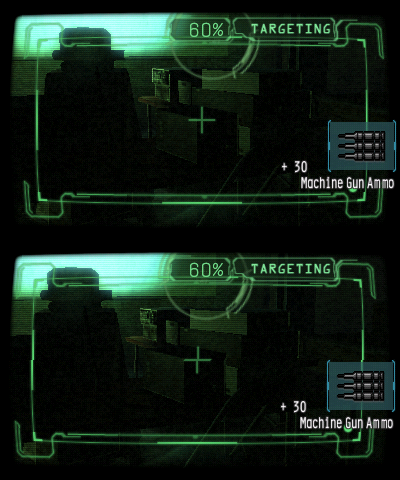 60% TARGETING
+ 30
Machine Gun Ammo
60% TARGETING
+ 30
Machine Gun Ammo